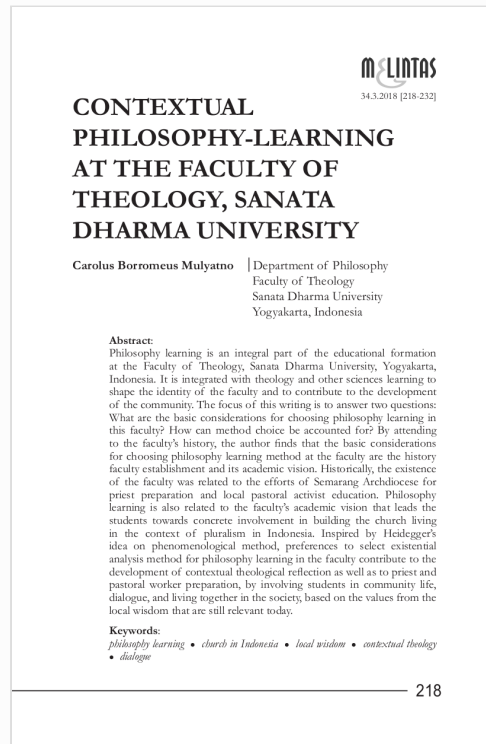 MELINTAS
34.3.2018 [218-232]
CONTEXTUAL
PHILOSOPHY-LEARNING
AT THE FACULTY OF
THEOLOGY, SANATA
DHARMA UNIVERSITY
Carolus Borromeus Mulyatno | Department of Philosophy
Faculty of Theology
Sanata Dharma University
Yogyakarta, Indonesia
Abstract:
Philosophy learning is an integral part of the educational formation
at the Faculty of Theology, Sanata Dharma University, Yogyakarta,
Indonesia. It is integrated with theology and other sciences learning to
shape the identity of the faculty and to contribute to the development
of the community. The focus of this writing is to answer two questions:
What are the basic considerations for choosing philosophy learning in
this faculty? How can method choice be accounted for? By attending
to the faculty's history, the author finds that the basic considerations
for choosing philosophy learning method at the faculty are the history
faculty establishment and its academic vision. Historically, the existence
of the faculty was related to the efforts of Semarang Archdiocese for
priest preparation and local pastoral activist education. Philosophy
learning is also related to the faculty's academic vision that leads the
students towards concrete involvement in building the church living
in the context of pluralism in Indonesia. Inspired by Heidegger's
idea on phenomenological method, preferences to select existential
analysis method for philosophy learning in the faculty contribute to the
development of contextual theological reflection as well as to priest and
pastoral worker preparation, by involving students in community life,
dialogue, and living together in the society, based on the values from the
local wisdom that are still relevant today.
Keywords:
philosophy learning • church in Indonesia • local wisdom • contextual theology
• dialogue
218